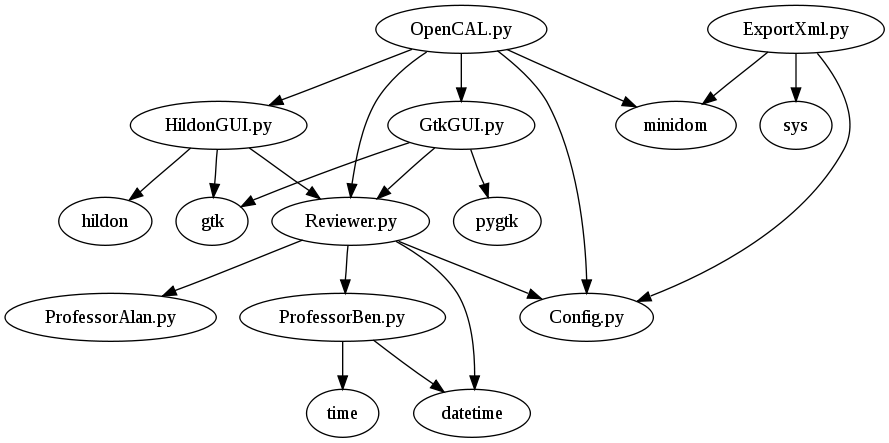 OpenCAL.py
ExportXml.py
HildonGUI.py
GtkGUI.py
minidom
sys
hildon
gtk
Reviewer.py
pygtk
ProfessorAlan.py
ProfessorBen.py
Config.py
time
datetime